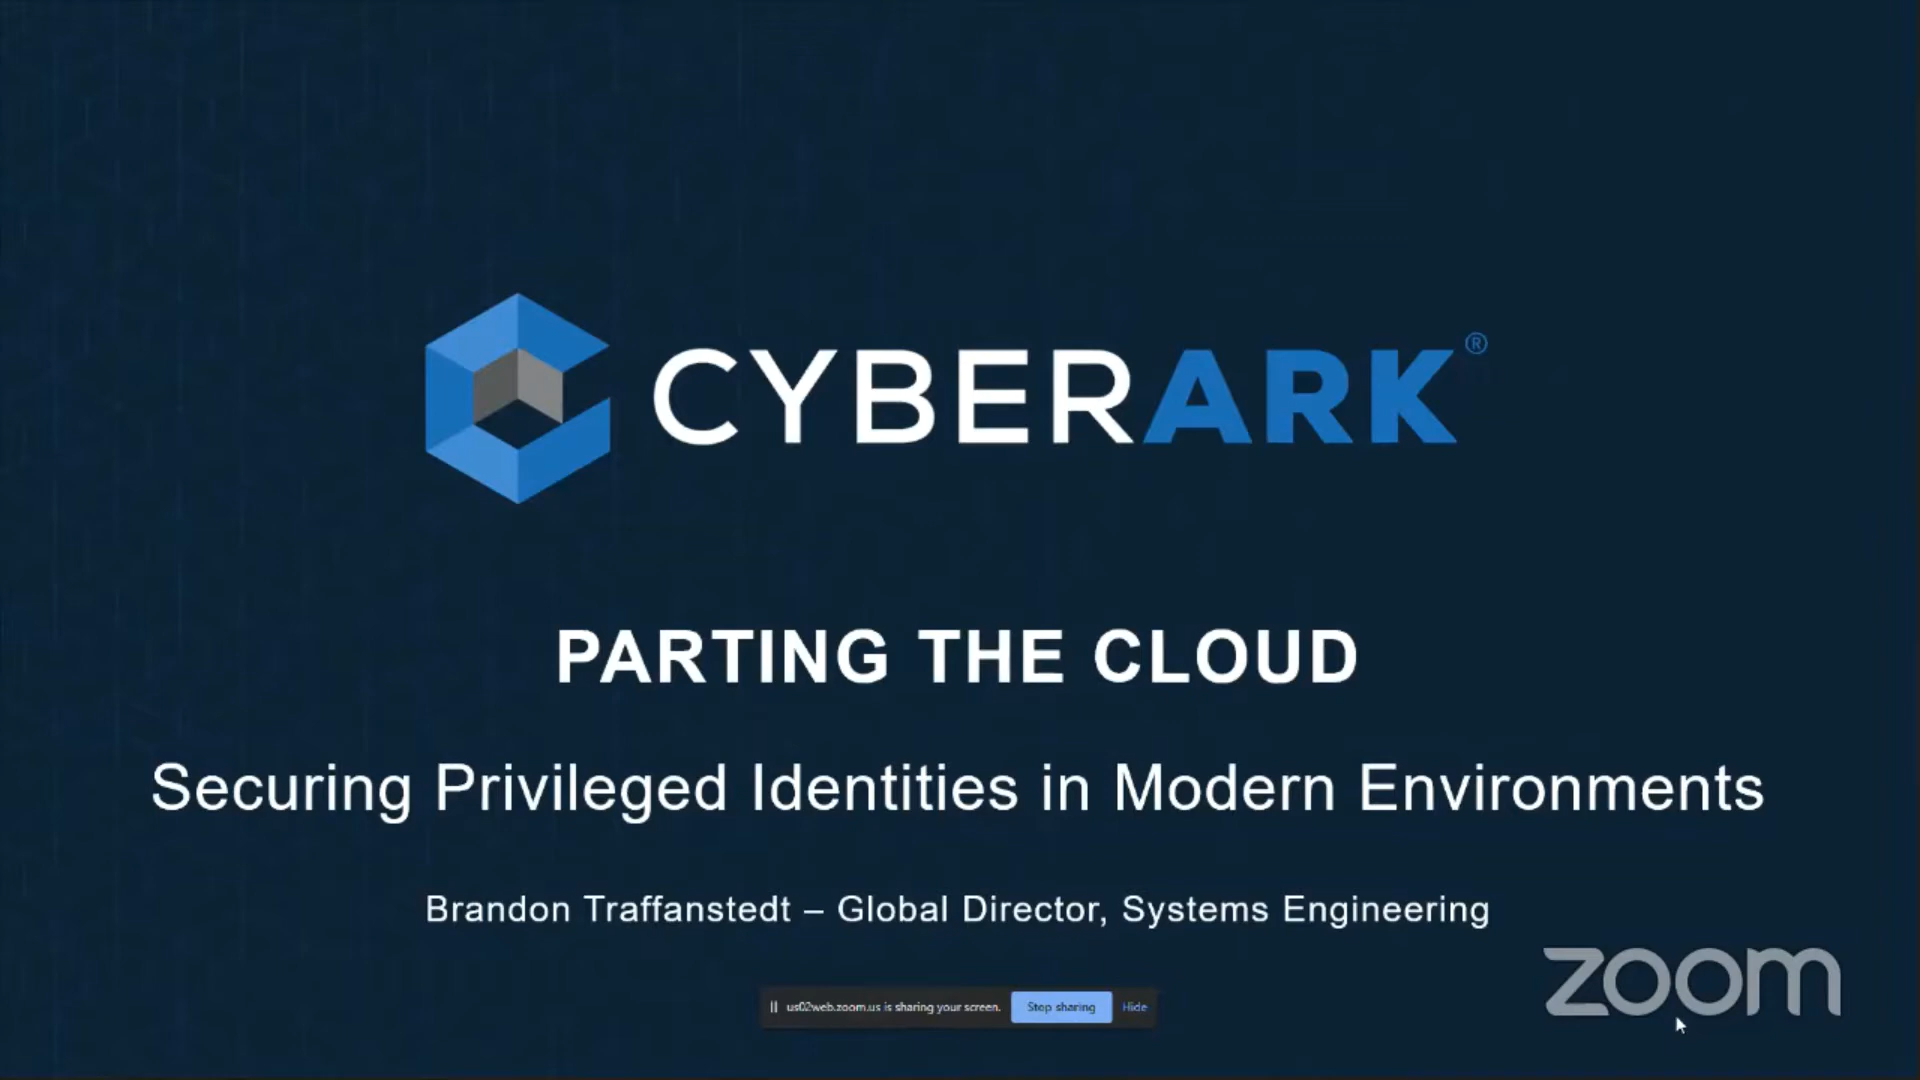 CYBERARK®
PARTING THE CLOUD
Securing Privileged Identities in Modern Environments
Brandon Traffanstedt – Global Director, Systems Engineering
zoom
us02web.zoom.us is sharing your screen. Stop sharing Hide